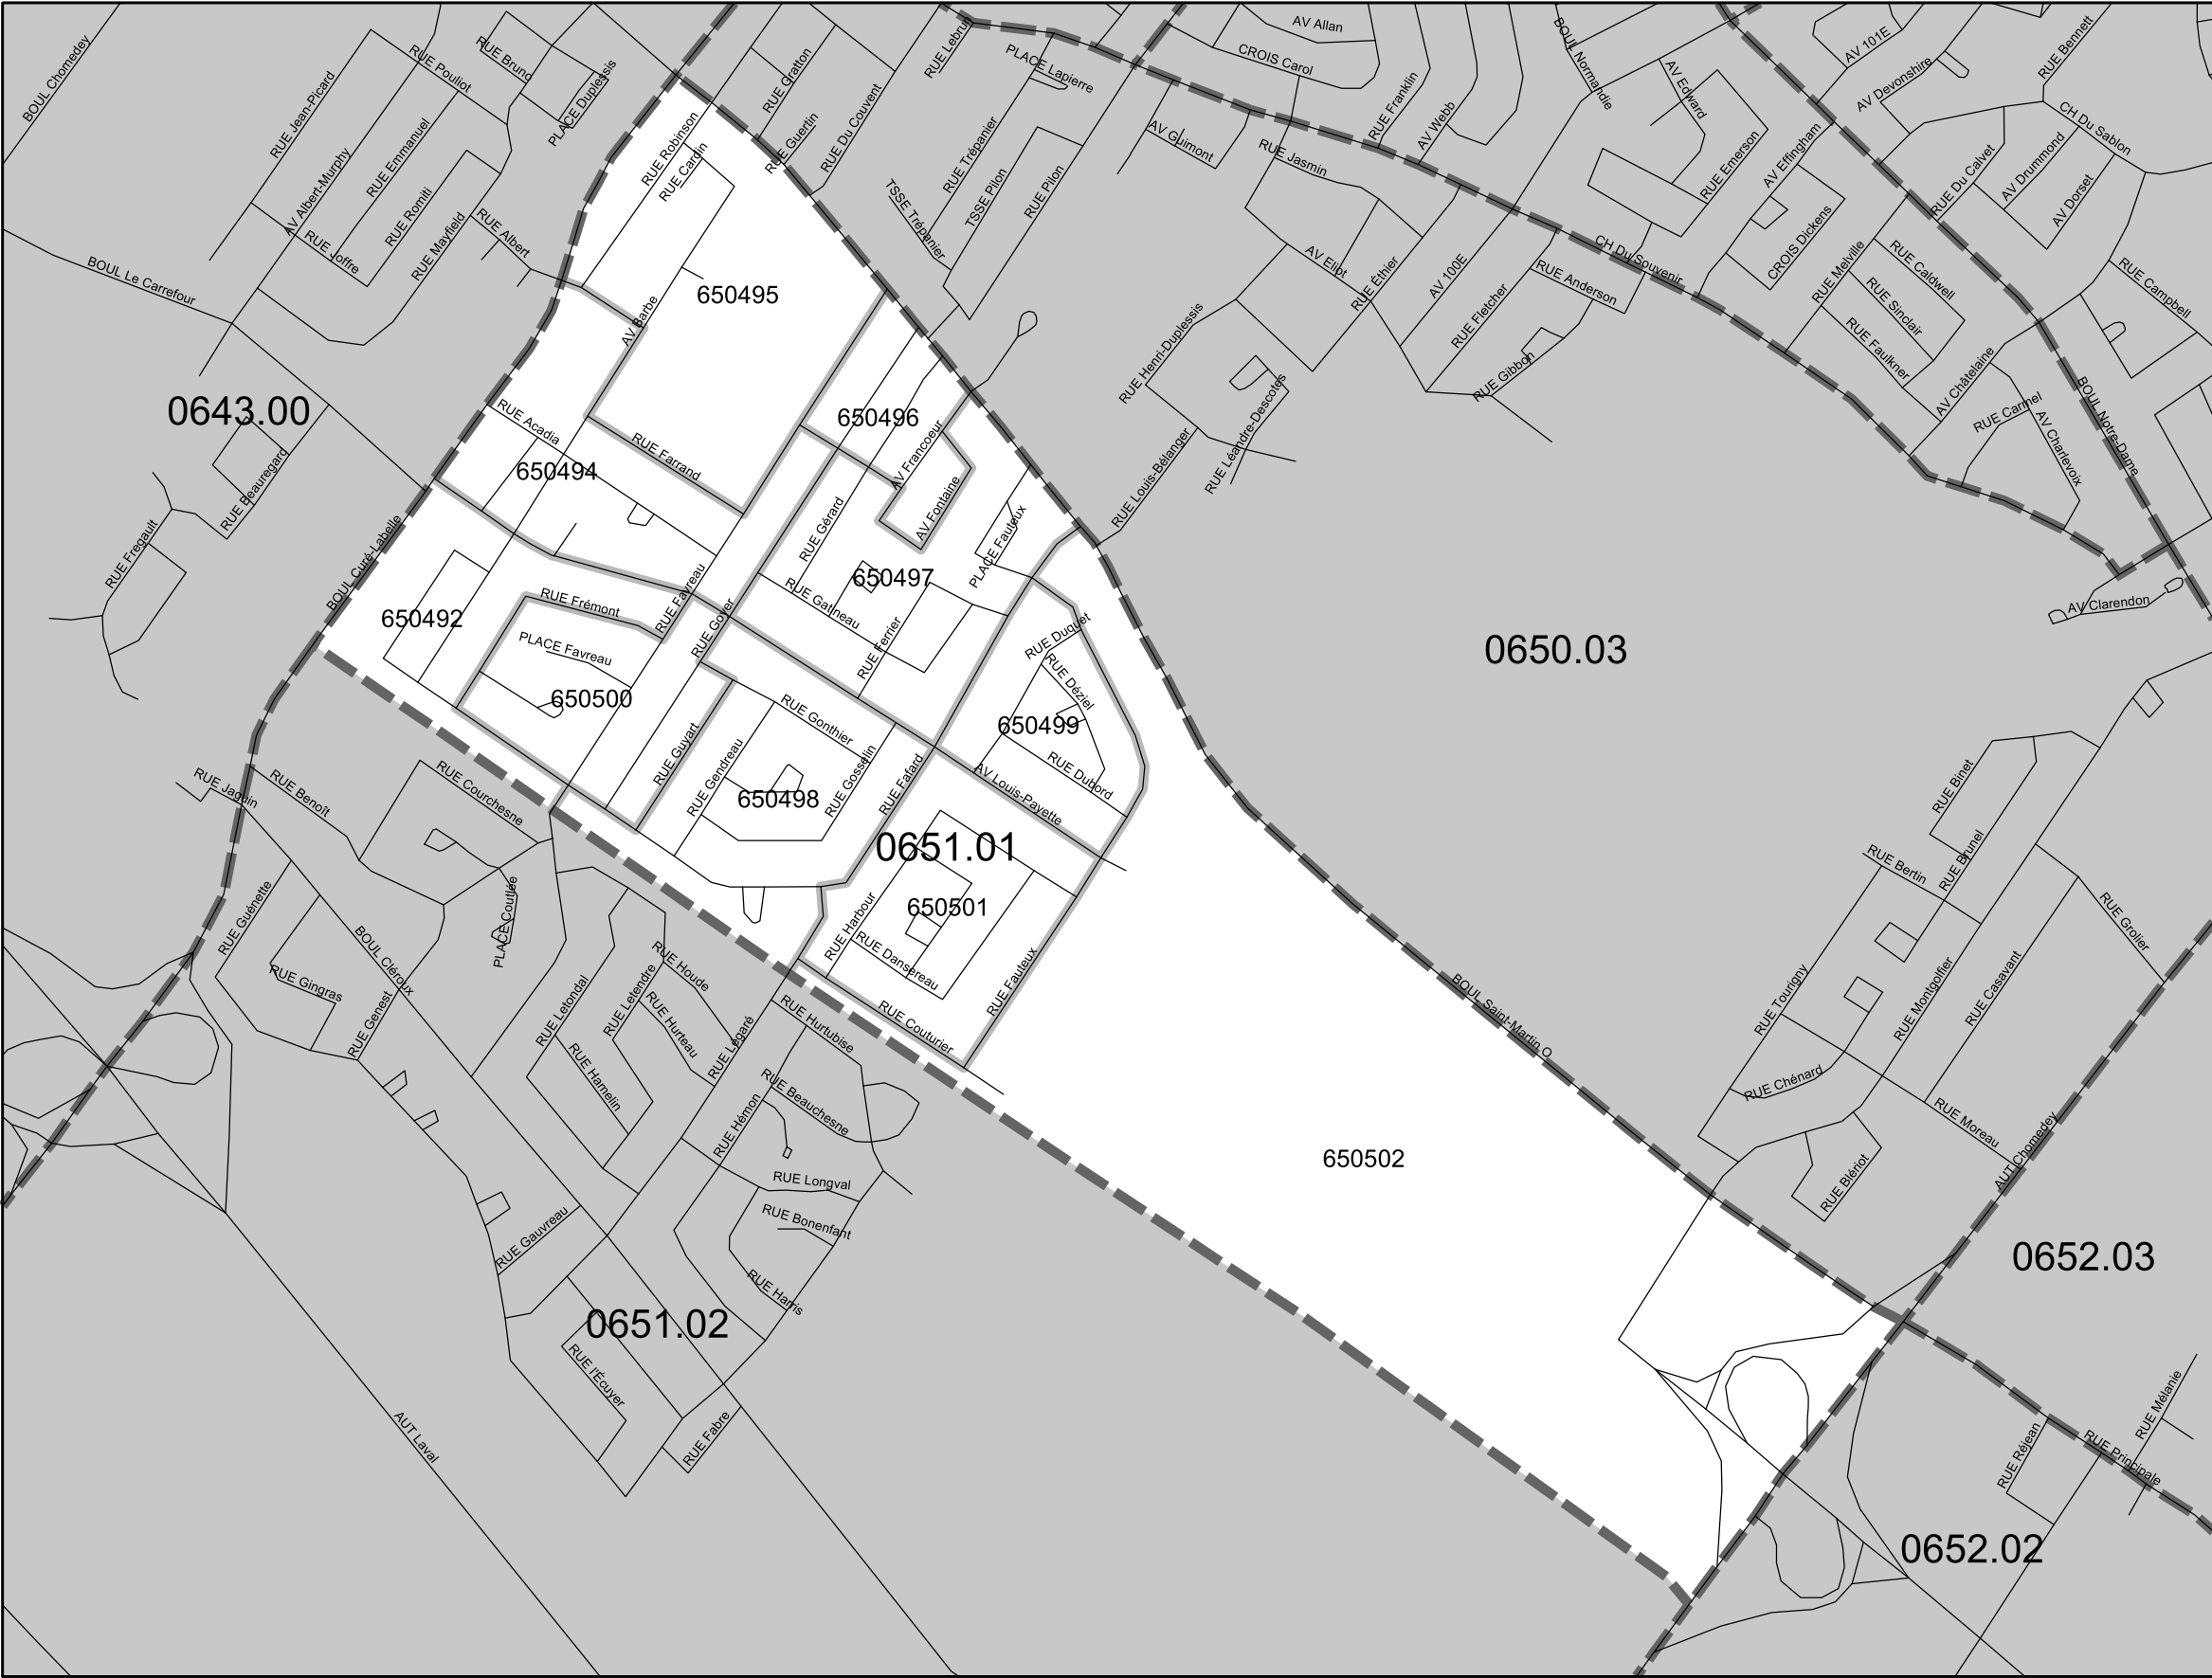 BOUL Chomedey
RUE Jean-Picard
RUE Pouliot
RUE Bruno
PLACE Duplessis
AV Albert-Murphy
RUE Emmanuel
RUE Romiti
RUE Joffre
RUE Mayfield
RUE Albert
BOUL Le Carrefour
RUE Robinson
RUE Cardin
RUE Gratton
RUE Guertin
RUE Du Couvent
RUE Lebrun
PLACE Lapierre
RUE Trépanier
TSSE Trépanier
TSSE Pilon
RUE Pilon
AV Allan
CROIS Carol
AV Guimont
RUE Jasmin
RUE Franklin
AV Webb
BOUL Normandie
AV Edward
RUE Emerson
AV Effingham
CROIS Dickens
AV 101E
AV Devonshire
RUE Bennett
CH Du Sablon
RUE Du Calvet
AV Drummond
AV Dorset
RUE Campbell
RUE Melville
RUE Caldwell
RUE Sinclair
RUE Faulkner
AV Châtelaine
RUE Carmel
AV Charlevoix
BOUL Notre-Dame
AV Clarendon
CH Du Souvenir
RUE Anderson
RUE Fletcher
RUE Gibbon
AV 100E
RUE Éthier
AV Eliot
RUE Henri-Duplessis
RUE Léandre-Descotes
RUE Louis-Bélanger
650495
AV Barbe
0643.00
RUE Acadia
650494
RUE Farrand
650496
AV Francoeur
AV Fontaine
RUE Gérard
PLACE Fauteux
650497
RUE Gatineau
RUE Ferrier
RUE Beauregard
RUE Fregault
BOUL Curé-Labelle
650492
RUE Frémont
RUE Favreau
RUE Goyer
PLACE Favreau
650500
RUE Duquet
RUE Déziel
650499
RUE Dubord
0650.03
RUE Gonthier
RUE Guyart
RUE Gendreau
650498
RUE Gosselin
RUE Fafard
AV Louis-Payette
0651.01
RUE Jaquin
RUE Benoît
RUE Courchesne
RUE Harbour
650501
RUE Dansereau
RUE Fauteux
RUE Couturier
RUE Guénette
RUE Gingras
BOUL Cléroux
PLACE Coutlée
RUE Genest
RUE Letondal
RUE Letendre
RUE Houde
RUE Hurteau
RUE Hamelin
RUE Légaré
RUE Hurtubise
RUE Hémon
RUE Beauchesne
RUE Longval
RUE Bonenfant
RUE Harris
RUE Gauvreau
0651.02
RUE l'Écuyer
RUE Fabre
AUT Laval
650502
BOUL Saint-Martin O
RUE Binet
RUE Brunel
RUE Bertin
RUE Tourigny
RUE Montgolfier
RUE Casavant
RUE Grolier
RUE Chénard
RUE Moreau
RUE Blériot
AUT Chomedey
0652.03
RUE Mélanie
RUE Réjean
RUE Principale
0652.02